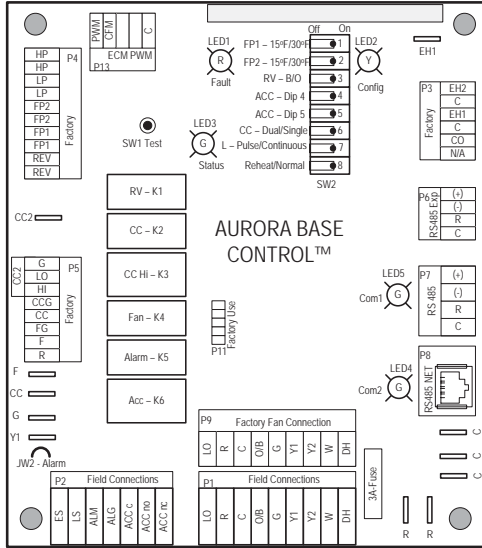 PWM
CFM
C
ECM PWM
P13
LED1
R
Fault
Off On
FP1 – 15ºF/30ºF 1
FP2 – 15ºF/30ºF 2
RV – B/O 3
ACC – Dip 4 4
ACC – Dip 5 5
CC – Dual/Single 6
L – Pulse/Continuous 7
Reheat/Normal 8
SW2
LED2
Y
Config
EH1
P4
HP
HP
LP
LP
FP2
FP2
FP1
FP1
REV
REV
Factory
SW1 Test
LED3
G
Status
P3
EH2
C
EH1
C
CO
N/A
Factory
CC2
RV – K1
CC – K2
CC Hi – K3
Fan – K4
Alarm – K5
Acc – K6
AURORA BASE
CONTROL™
P6
RS485 Exp
(+)
(-)
R
C
CC2
P5
G
LO
HI
CCG
CC
FG
F
R
Factory
Factory Use
P11
LED5
Com1
G
P7
RS 485
(+)
(-)
R
C
LED4
Com2
G
P8
RS485 NET
F
CC
G
Y1
JW2 - Alarm
P9 Factory Fan Connection
LO R C O/B G Y1 Y2 W DH
P2 Field Connections
ES LS ALM ALG ACC c ACC no ACC nc
P1 Field Connections
LO R C O/B G Y1 Y2 W DH
3A-Fuse
C
C
C
R R